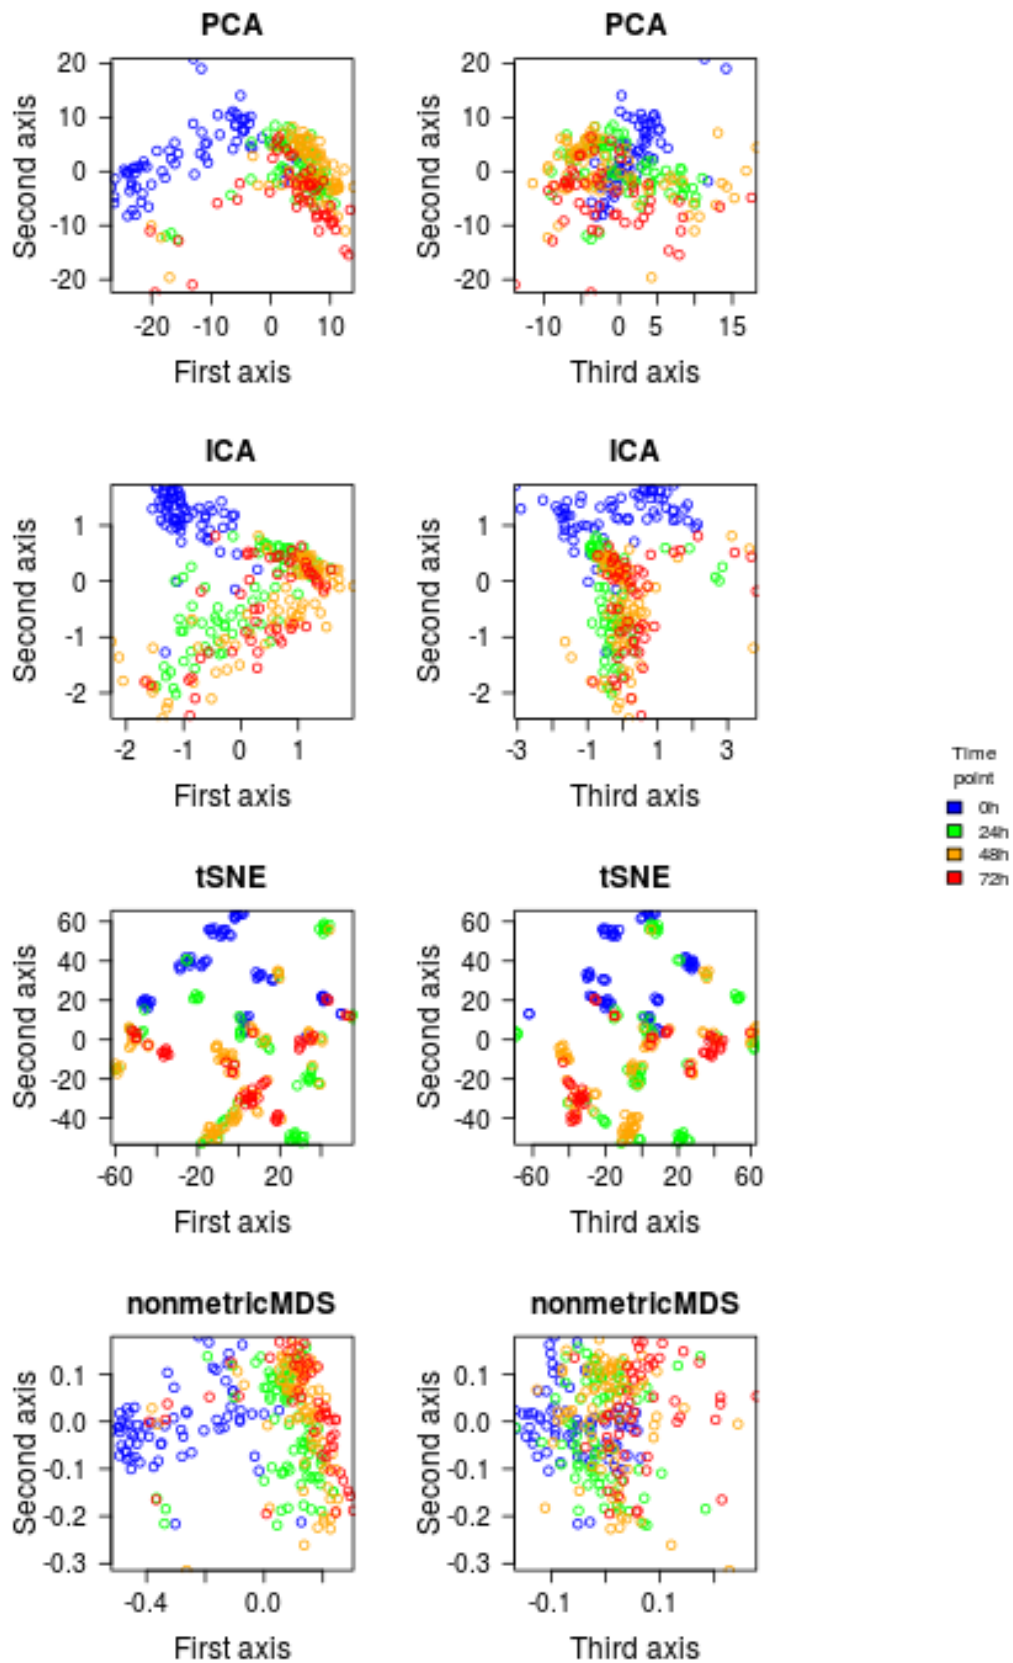 PCA
PCA
Second axis
20
10
0
-10
-20
-20 -10 0 10
First axis
Second axis
20
10
0
-10
-20
-10 0 5 15
Third axis
ICA
ICA
Second axis
1
0
-1
-2
-2 -1 0 1
First axis
Second axis
1
0
-1
-2
-3 -1 1 3
Third axis
Time
point
0h
24h
48h
72h
tSNE
tSNE
Second axis
60
40
20
0
-20
-40
-60 -20 20
First axis
Second axis
60
40
20
0
-20
-40
-60 -20 20 60
Third axis
nonmetricMDS
nonmetricMDS
Second axis
0.1
0.0
-0.1
-0.2
-0.3
-0.4 0.0
First axis
Second axis
0.1
0.0
-0.1
-0.2
-0.3
-0.1 0.1
Third axis